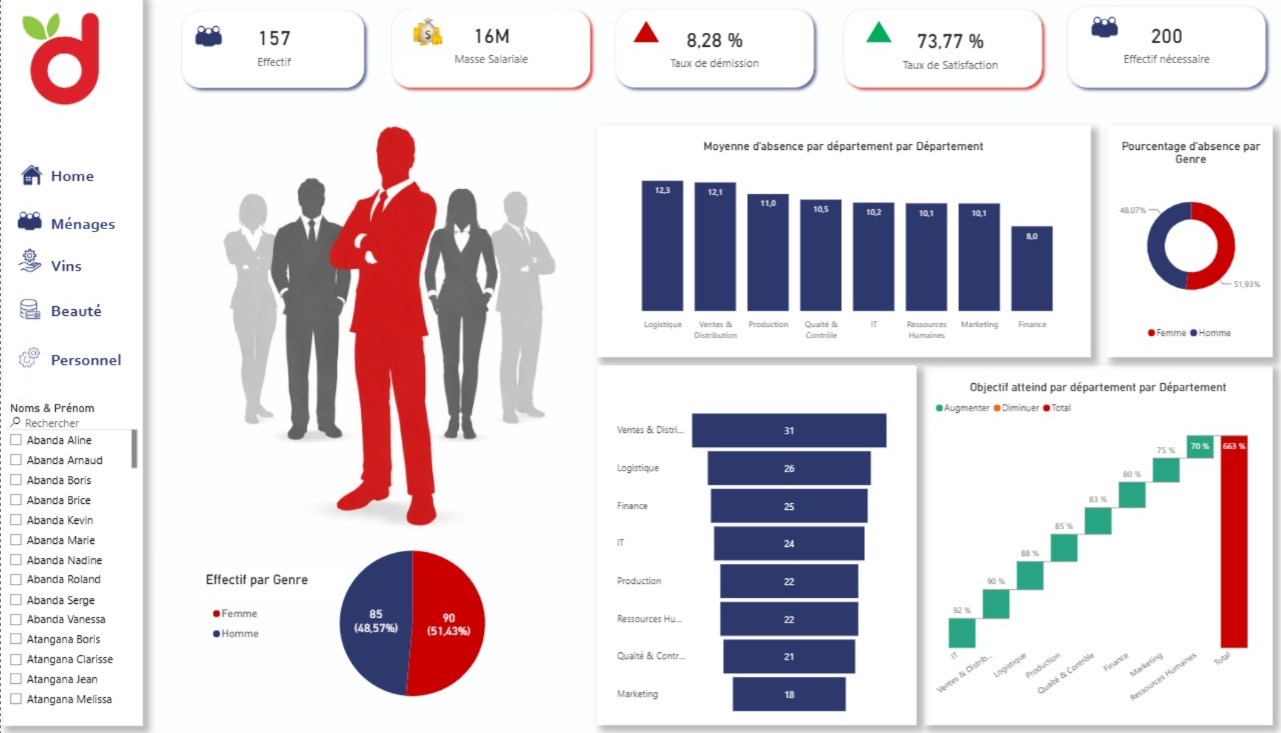 157
Effectif
16M
Masse Salariale
8,28 %
Taux de démission
73,77 %
Taux de Satisfaction
200
Effectif nécessaire
Home
Ménages
Vins
Beauté
Personnel
Noms & Prénom
Rechercher
Abanda Aline
Abanda Arnaud
Abanda Boris
Abanda Brice
Abanda Kevin
Abanda Marie
Abanda Nadine
Abanda Roland
Abanda Serge
Abanda Vanessa
Atangana Boris
Atangana Clarisse
Atangana Jean
Atangana Melissa
Effectif par Genre
Femme
Homme
85
(48,57%)
90
(51,43%)
Moyenne d'absence par département par Département
12,3
12,1
11,0
10,5
10,2
10,1
10,1
8,0
Logistique
Ventes &
Distribution
Production
Quaité &
Contrôle
IT
Ressources
Humaines
Marketing
Finance
Pourcentage d'absence par
Genre
48,07%
51,93%
Femme Homme
Ventes & Distri... 31
Logistique 26
Finance 25
IT 24
Production 22
Ressources Hu... 22
Quaité & Contr... 21
Marketing 18
Objectif atteind par département par Département
Augmenter Diminuer Total
92 %
90 %
88 %
85 %
83 %
80 %
75 %
70 %
663 %
IT
Ventes & Distrib...
Logistique
Production
Quaité & Contrôle
Finance
Marketing
Ressources Humaines
Total